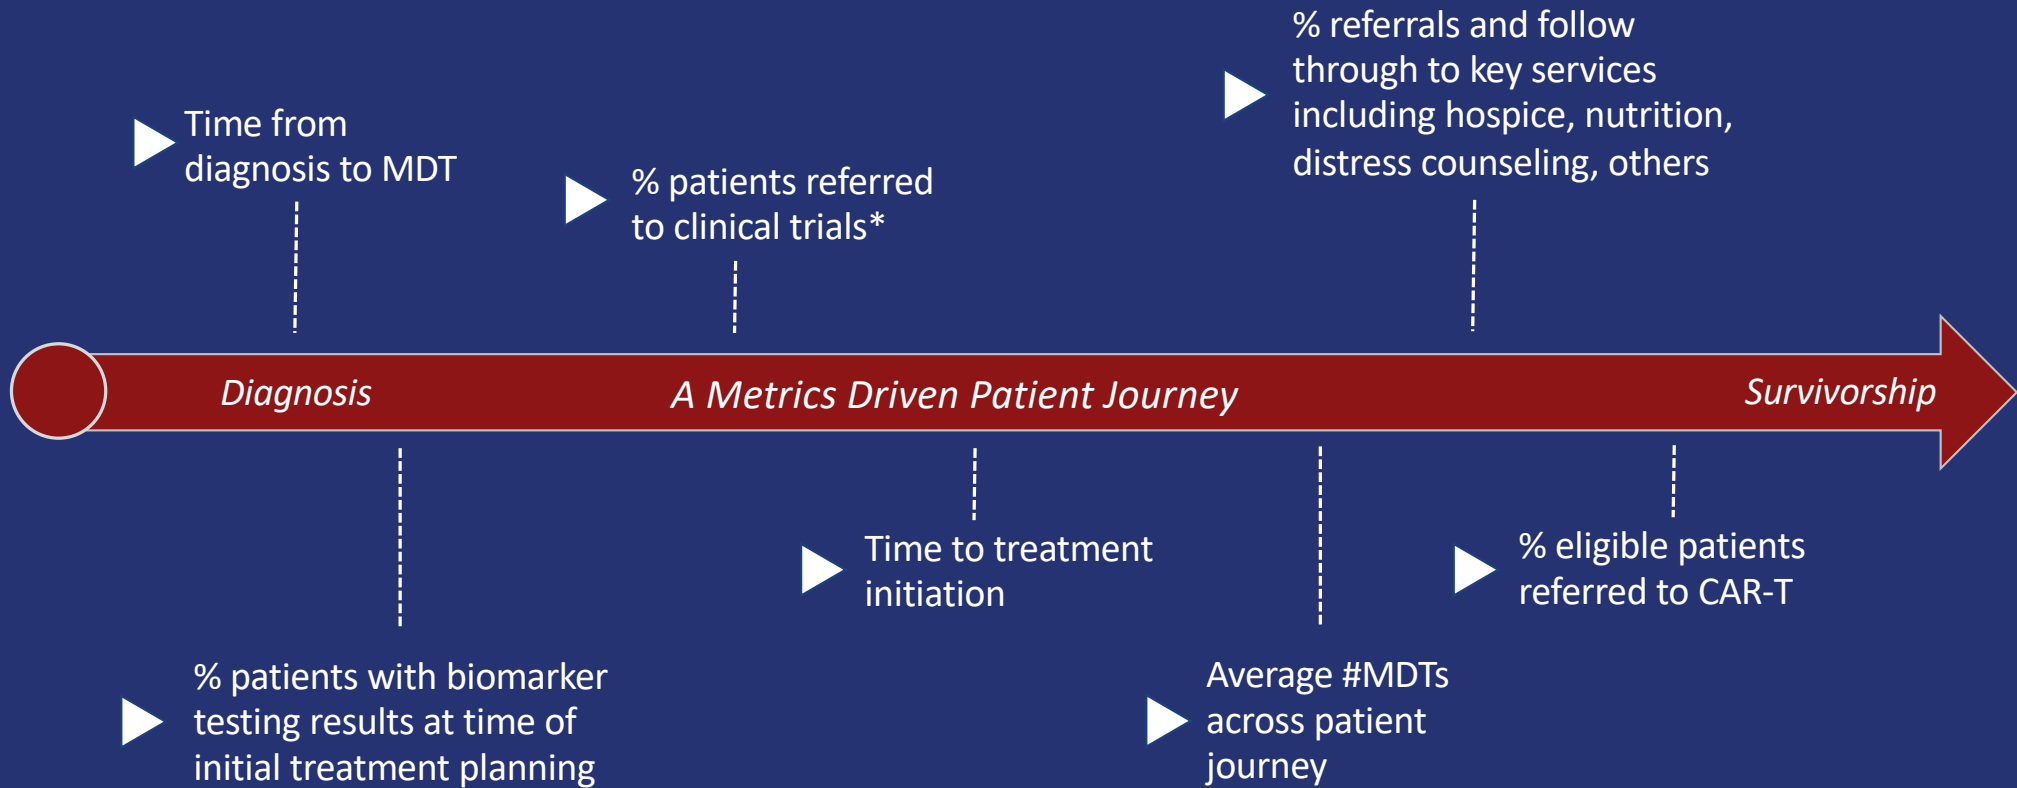 Time from
diagnosis to MDT
% patients referred
to clinical trials*
% referrals and follow
through to key services
including hospice, nutrition,
distress counseling, others
Diagnosis
A Metrics Driven Patient Journey
Survivorship
% patients with biomarker
testing results at time of
initial treatment planning
Time to treatment
initiation
Average #MDTs
across patient
journey
% eligible patients
referred to CAR-T